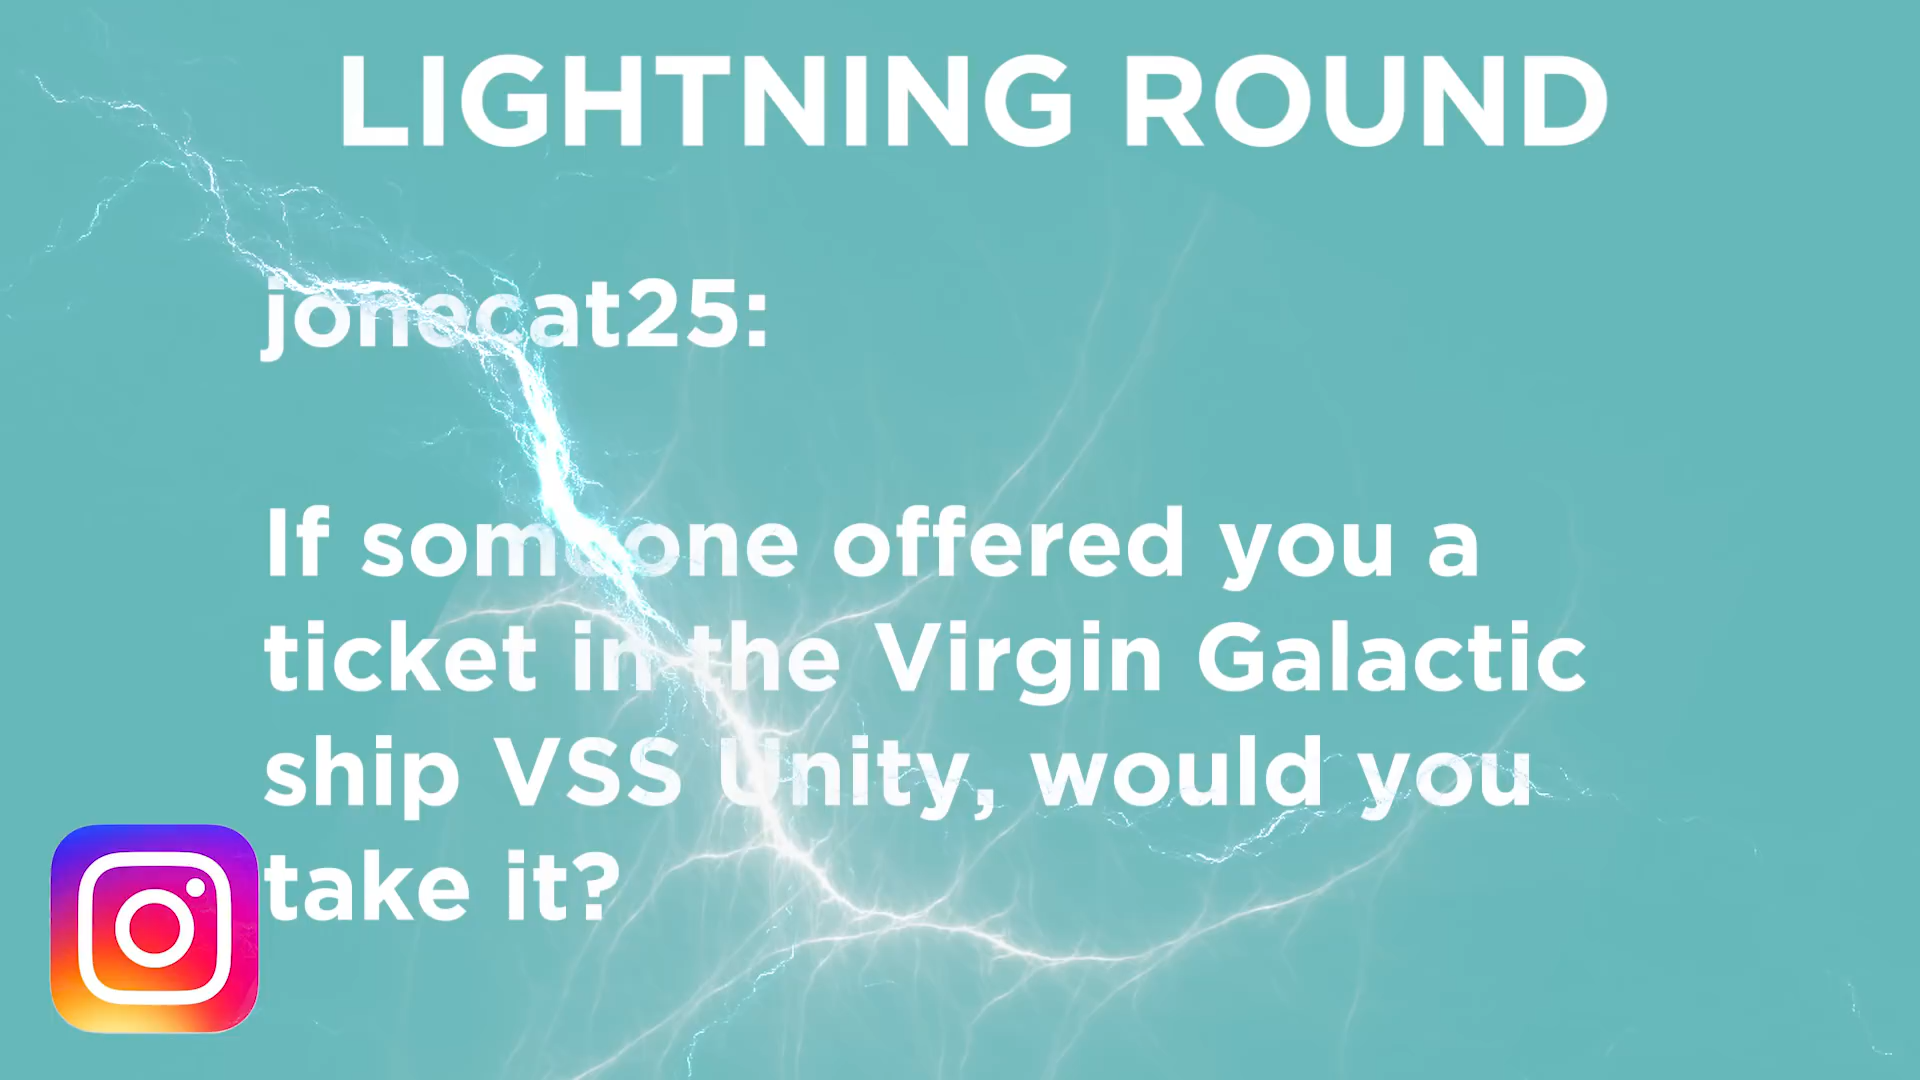 LIGHTNING ROUND
jonecat25:
If someone offered you a
ticket in the Virgin Galactic
ship VSS Unity, would you
take it?